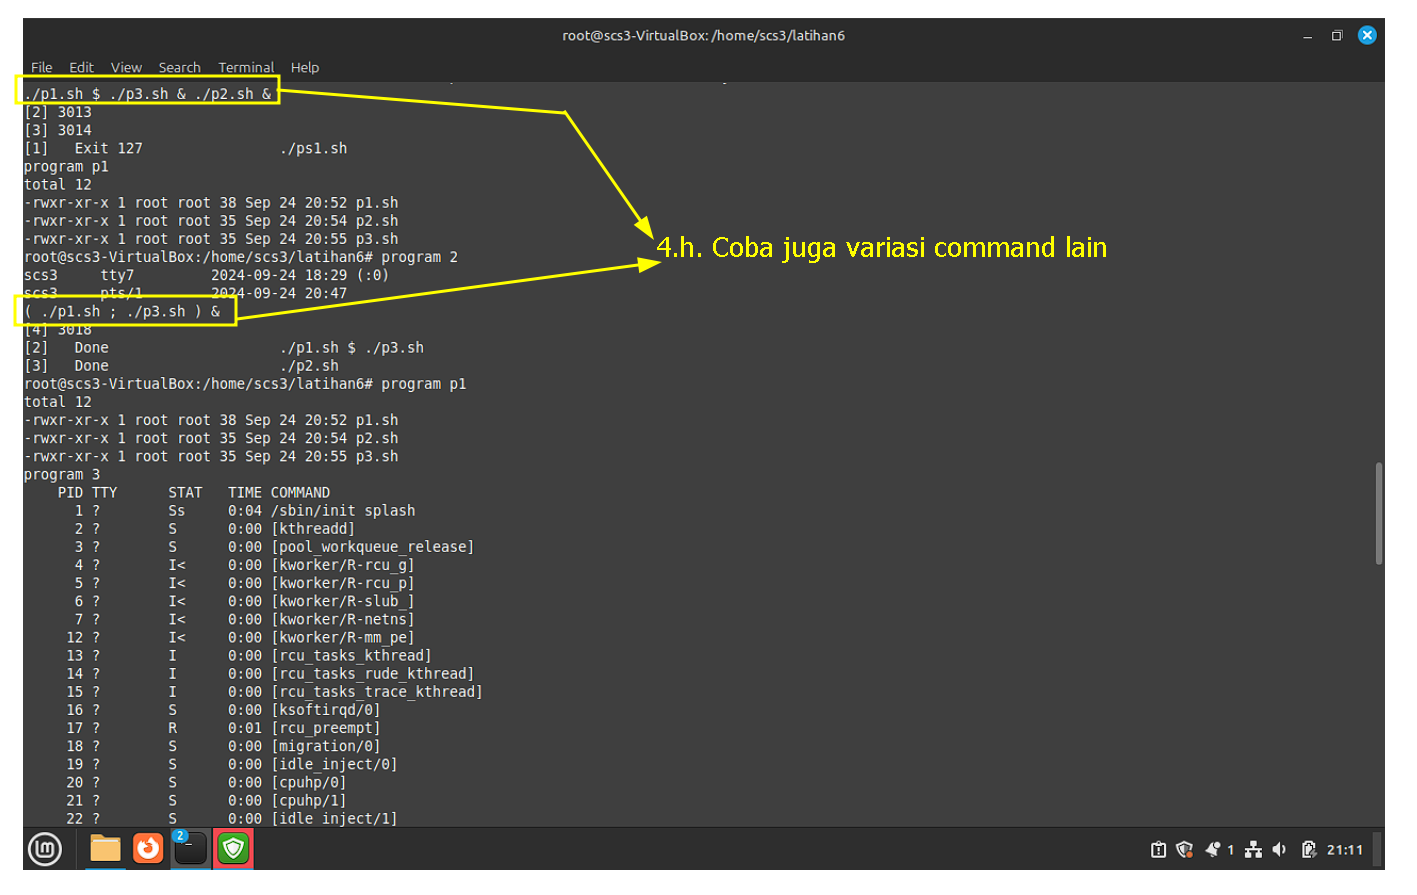 root@scs3-VirtualBox:/home/scs3/latihan6
File Edit View Search Terminal Help
./p1.sh $ ./p3.sh & ./p2.sh &
[2] 3013
[3] 3014
[1]   Exit 127                ./ps1.sh
program p1
total 12
-rwxr-xr-x 1 root root 38 Sep 24 20:52 p1.sh
-rwxr-xr-x 1 root root 35 Sep 24 20:54 p2.sh
-rwxr-xr-x 1 root root 35 Sep 24 20:55 p3.sh
root@scs3-VirtualBox:/home/scs3/latihan6# program 2
scs3     tty7         2024-09-24 18:29 (:0)
scs3     pts/1        2024-09-24 20:47
( ./p1.sh ; ./p3.sh ) &
[4] 3018
[2]   Done                    ./p1.sh $ ./p3.sh
[3]   Done                    ./p2.sh
root@scs3-VirtualBox:/home/scs3/latihan6# program p1
total 12
-rwxr-xr-x 1 root root 38 Sep 24 20:52 p1.sh
-rwxr-xr-x 1 root root 35 Sep 24 20:54 p2.sh
-rwxr-xr-x 1 root root 35 Sep 24 20:55 p3.sh
program 3
PID TTY      STAT   TIME COMMAND
1 ?        Ss     0:04 /sbin/init splash
2 ?        S      0:00 [kthreadd]
3 ?        S      0:00 [pool_workqueue_release]
4 ?        I<     0:00 [kworker/R-rcu_g]
5 ?        I<     0:00 [kworker/R-rcu_p]
6 ?        I<     0:00 [kworker/R-slub_]
7 ?        I<     0:00 [kworker/R-netns]
12 ?        I<     0:00 [kworker/R-mm_pe]
13 ?        I      0:00 [rcu_tasks_kthread]
14 ?        I      0:00 [rcu_tasks_rude_kthread]
15 ?        I      0:00 [rcu_tasks_trace_kthread]
16 ?        S      0:00 [ksoftirqd/0]
17 ?        R      0:01 [rcu_preempt]
18 ?        S      0:00 [migration/0]
19 ?        S      0:00 [idle_inject/0]
20 ?        S      0:00 [cpuhp/0]
21 ?        S      0:00 [cpuhp/1]
22 ?        S      0:00 [idle_inject/1]
4.h. Coba juga variasi command lain
2
1
21:11